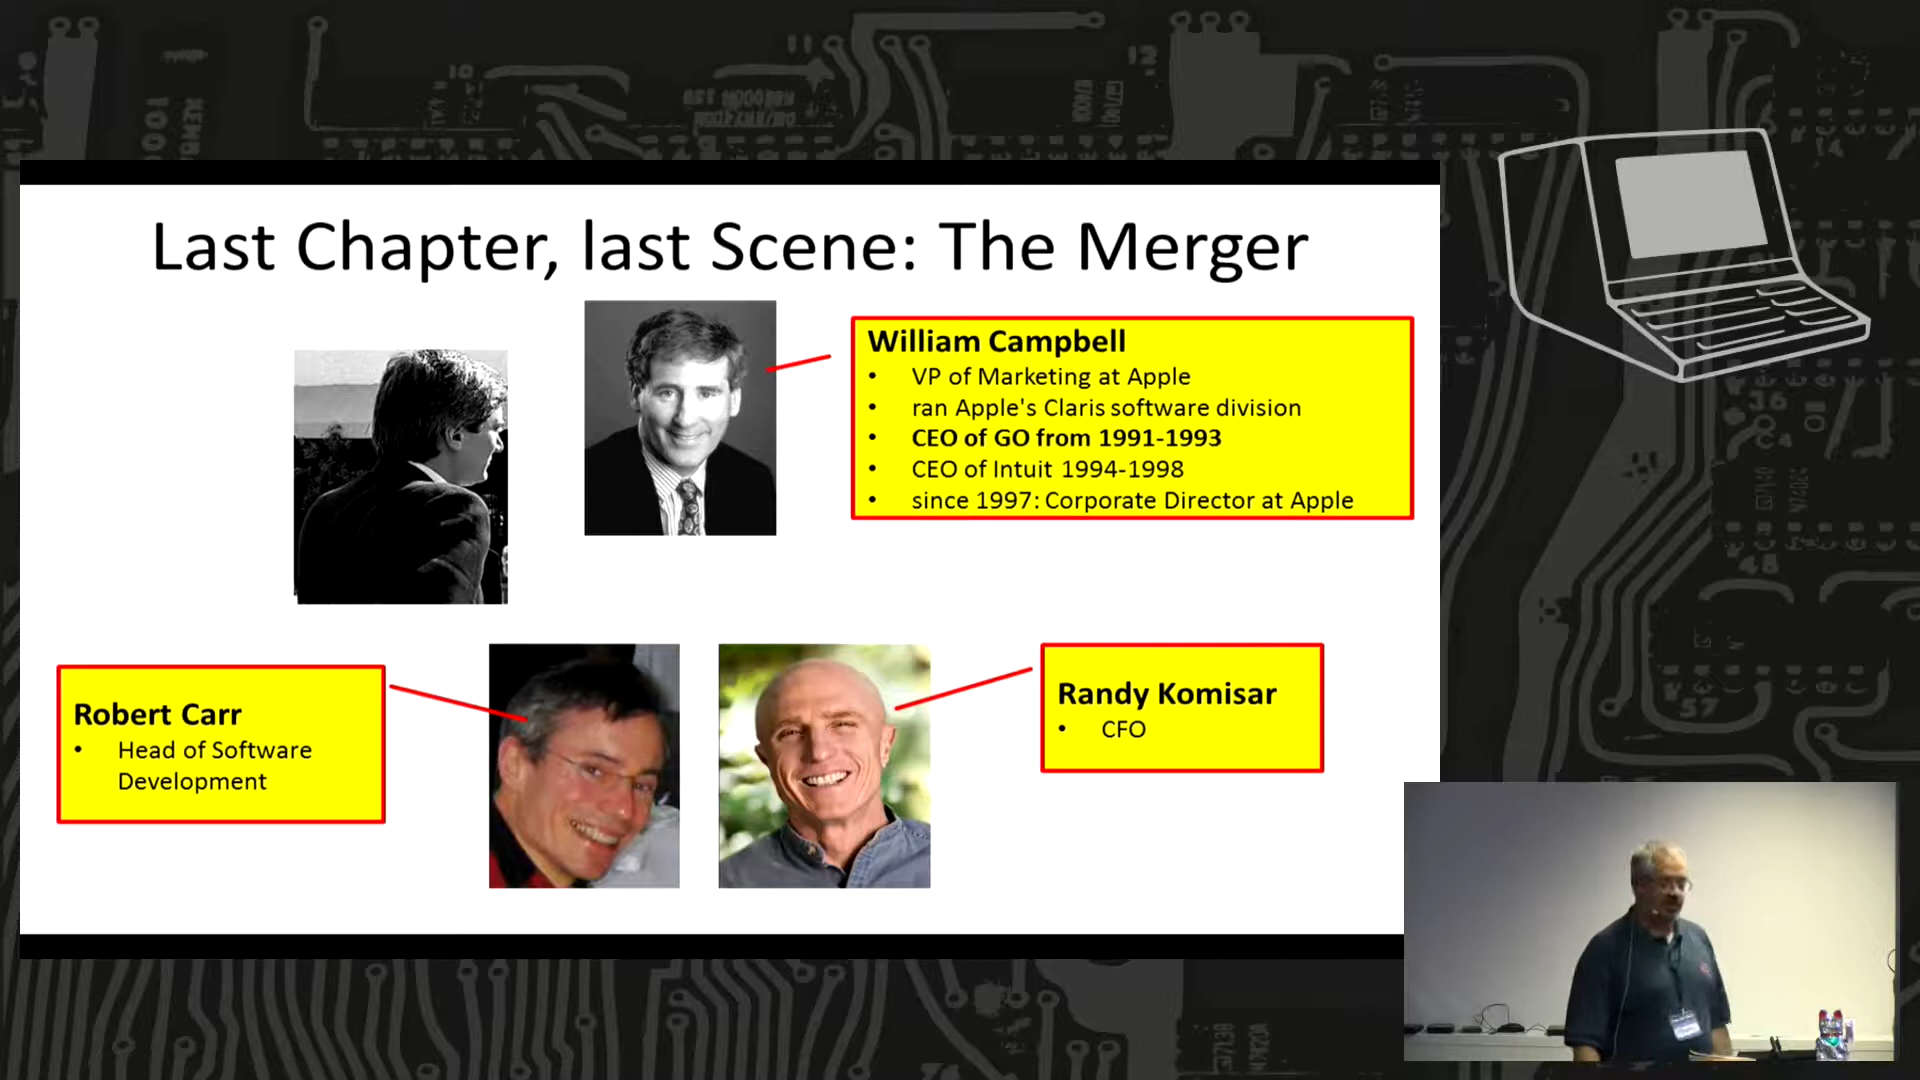 Last Chapter, last Scene: The Merger
William Campbell
• VP of Marketing at Apple
• ran Apple's Claris software division
• CEO of GO from 1991-1993
• CEO of Intuit 1994-1998
• since 1997: Corporate Director at Apple
Robert Carr
• Head of Software
Development
Randy Komisar
• CFO